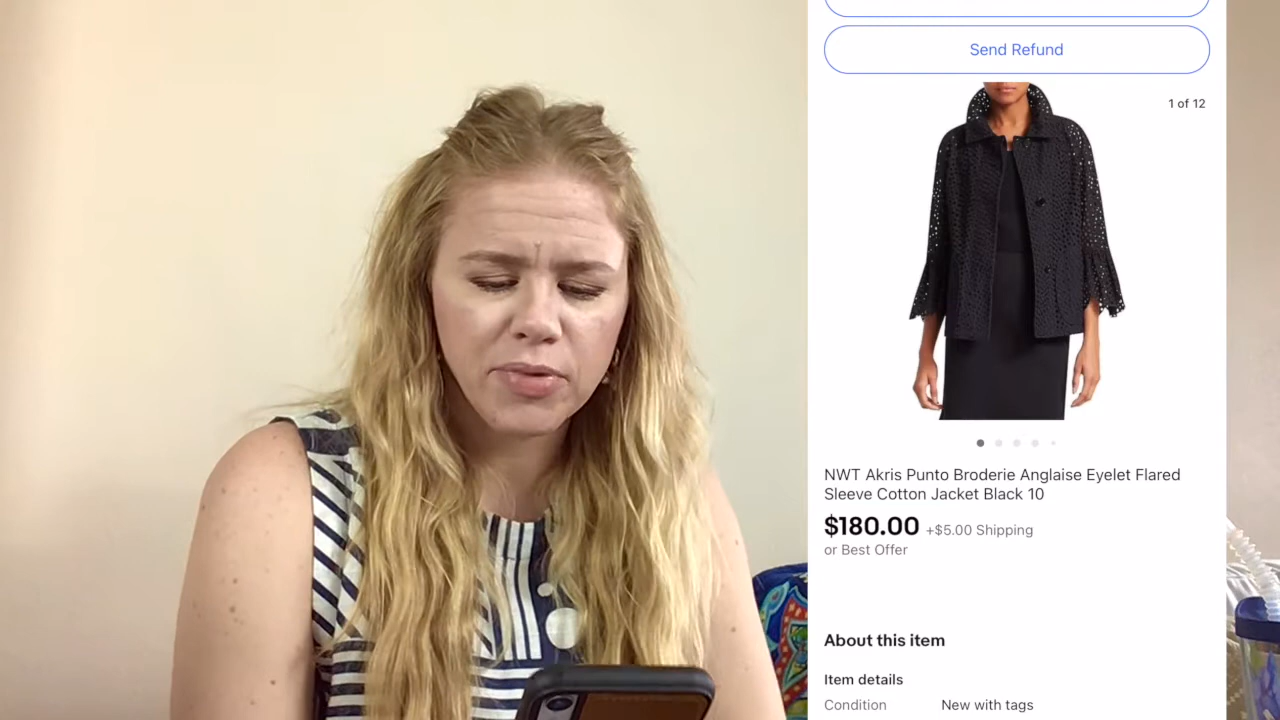 Send Refund
1 of 12
NWT Akris Punto Broderie Anglaise Eyelet Flared
Sleeve Cotton Jacket Black 10
$180.00 +$5.00 Shipping
or Best Offer
About this item
Item details
Condition New with tags